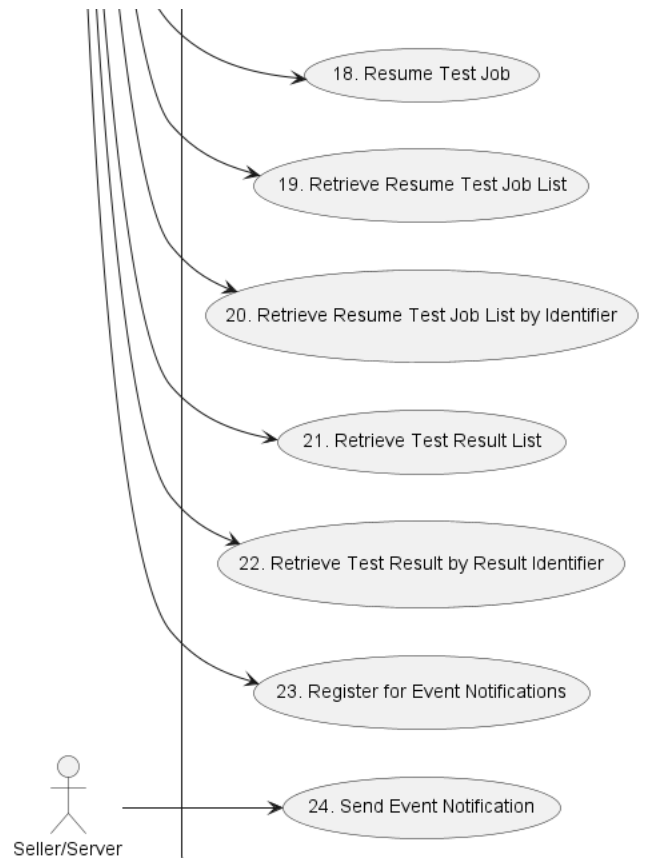 18. Resume Test Job
19. Retrieve Resume Test Job List
20. Retrieve Resume Test Job List by Identifier
21. Retrieve Test Result List
22. Retrieve Test Result by Result Identifier
23. Register for Event Notifications
24. Send Event Notification
Seller/Server